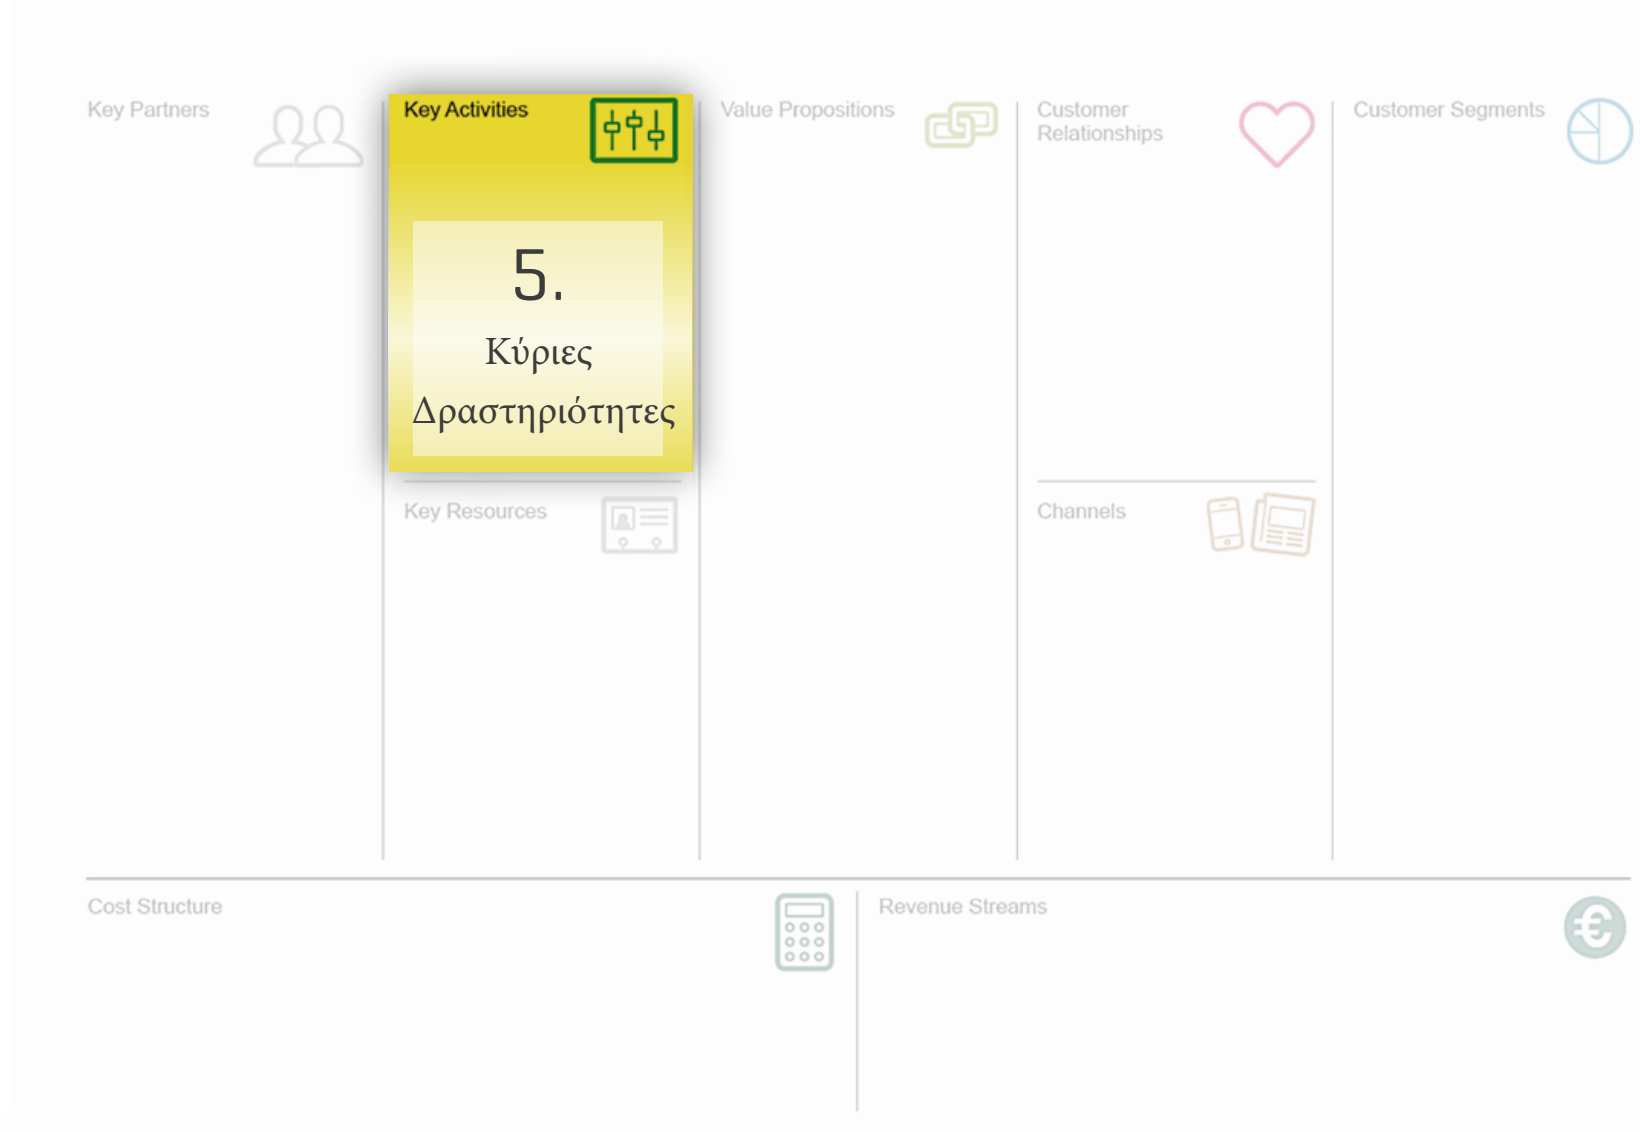 Key Partners
Key Activities
5.
Κύριες
Δραστηριότητες
Key Resources
Value Propositions
Customer
Relationships
Channels
Customer Segments
Cost Structure
Revenue Streams
€